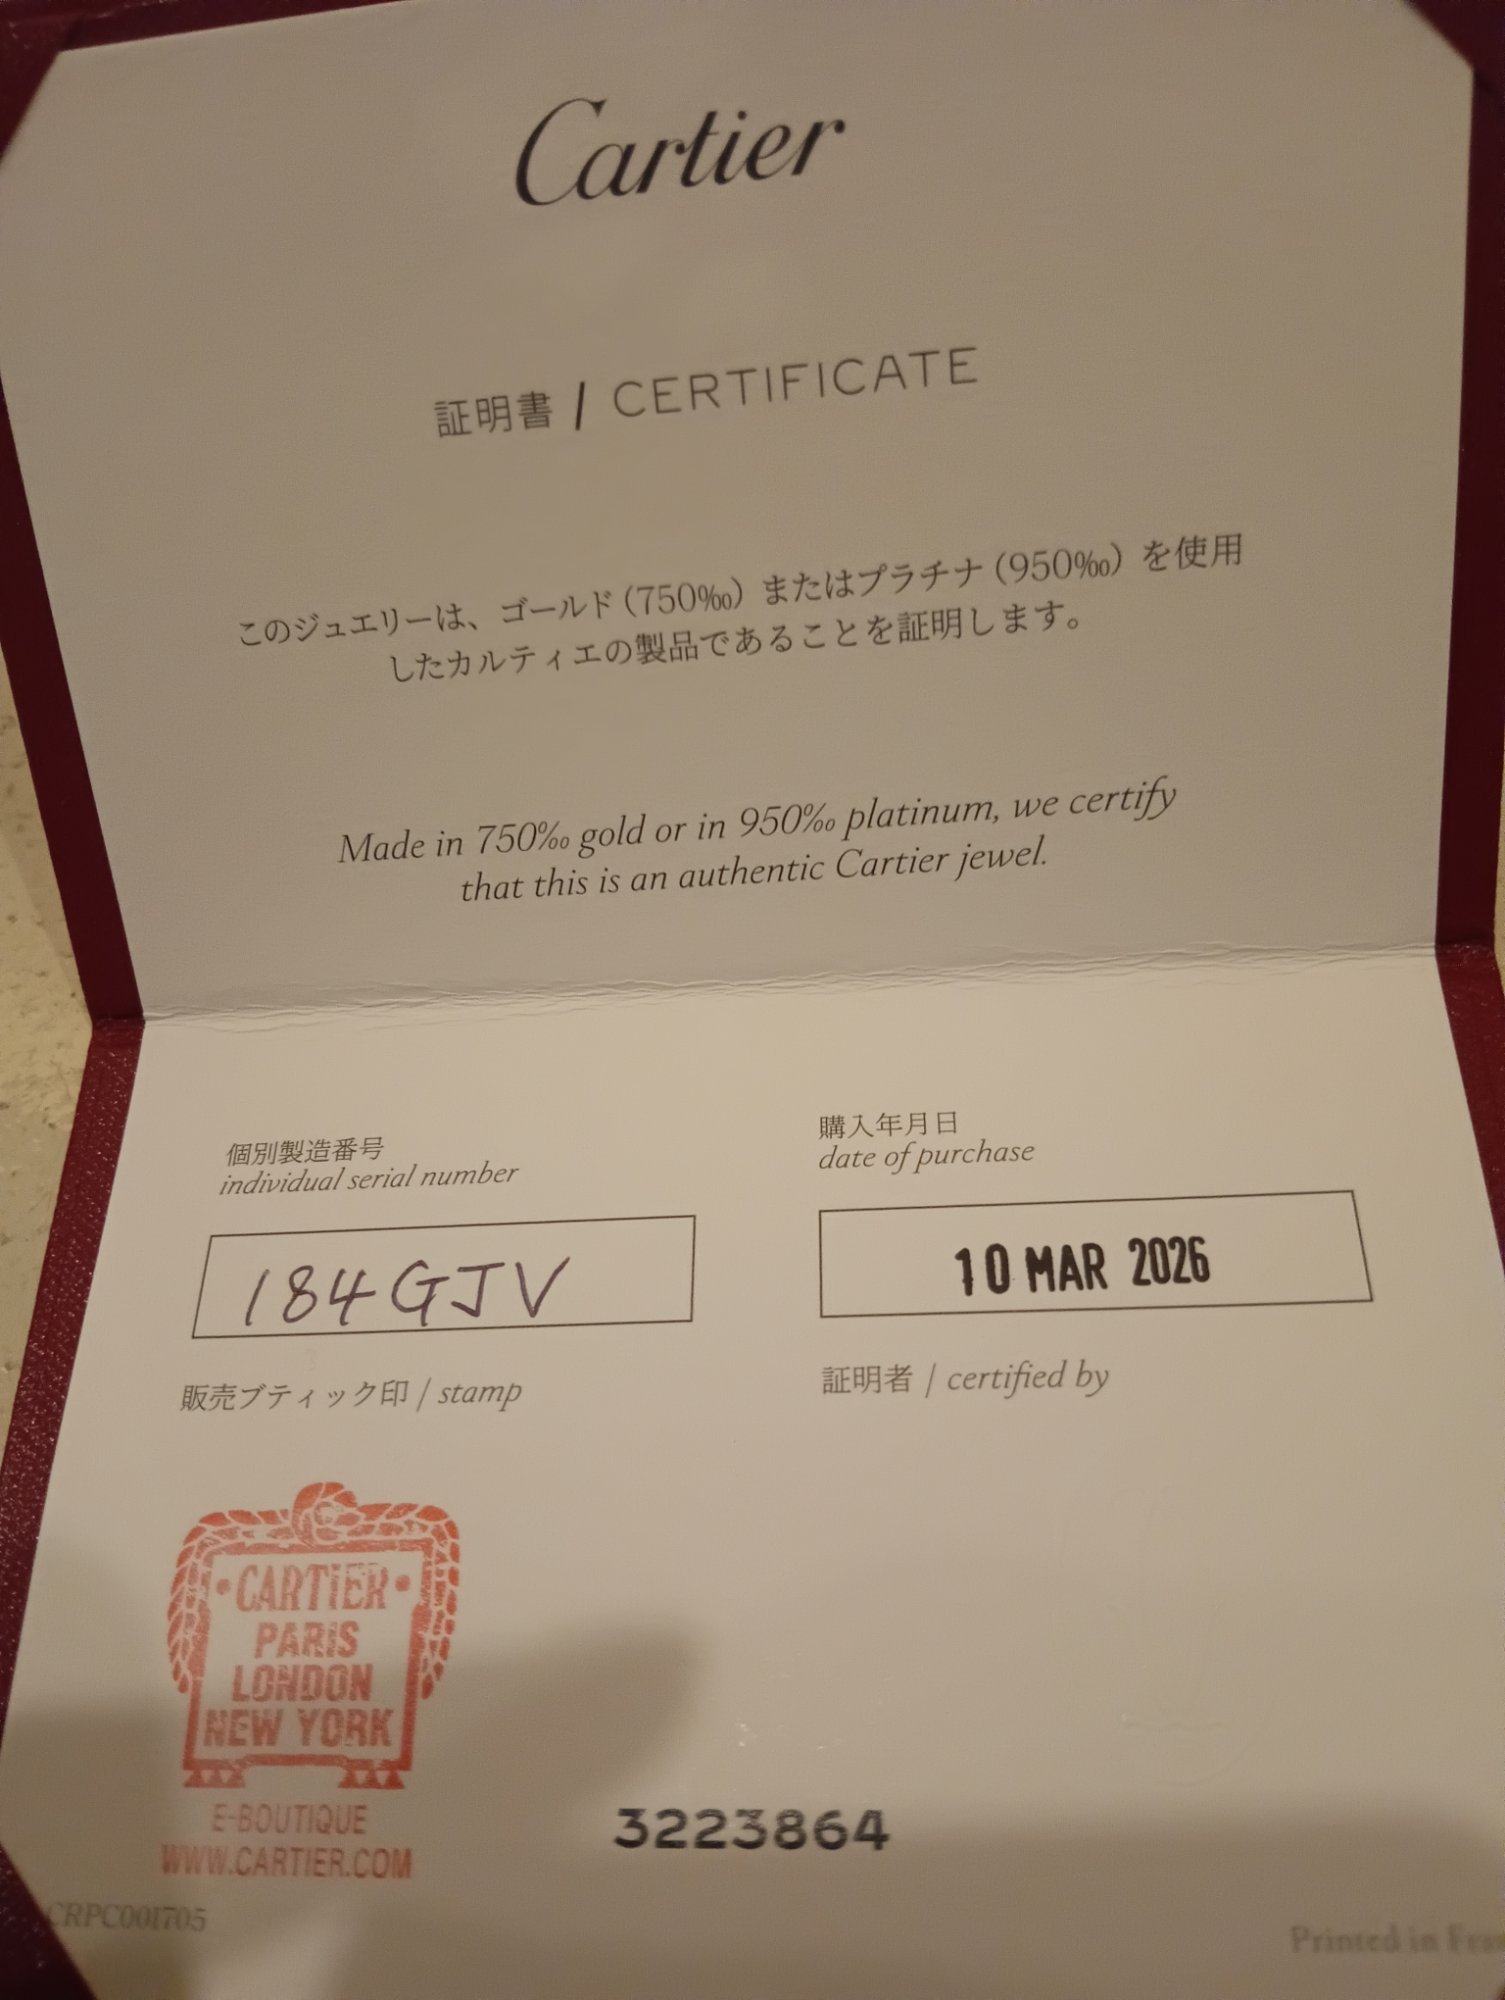 Cartier
証明書 / CERTIFICATE
このジュエリーは、ゴールド（750‰）またはプラチナ（950‰）を使用
したカルティエの製品であることを証明します。
Made in 750‰ gold or in 950‰ platinum, we certify
that this is an authentic Cartier jewel.
個別製造番号
individual serial number
184GJV
購入年月日
date of purchase
10 MAR 2026
販売ブティック印 / stamp
証明者 / certified by
CARTIER
PARIS
LONDON
NEW YORK
E-BOUTIQUE
WWW.CARTIER.COM
3223864
CRPC001705
Printed in